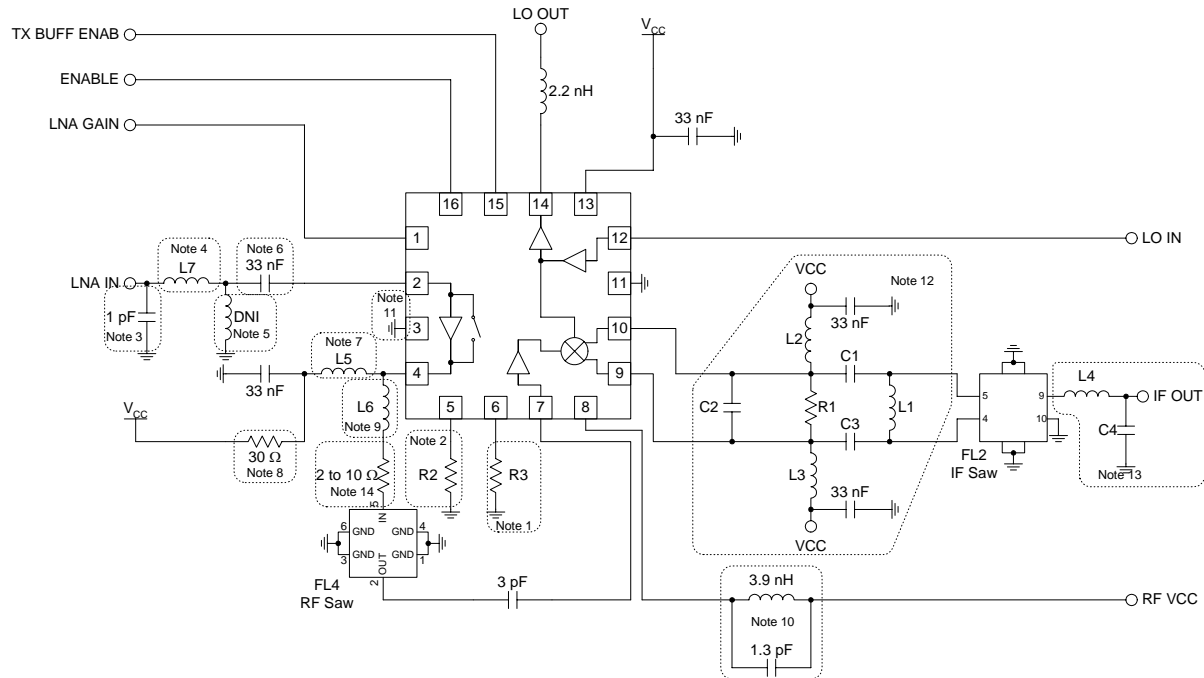 LO OUT
V_CC
TX BUFF ENAB
ENABLE
2.2 nH
LNA GAIN
33 nF
16
15
14
13
1
12
LO IN
Note 4
Note 6
L7
33 nF
LNA IN
2
11
VCC
Note 12
1 pF
Note 3
DNI
Note 5
Note
11
3
10
33 nF
L2
Note 7
L5
4
9
C1
33 nF
L4
V_CC
L6
Note 9
5
6
7
8
C2
R1
L1
5
4
9
10
IF OUT
C3
C4
30 Ω
Note 8
Note 2
R2
R3
Note 1
FL2
IF Saw
L3
Note 13
2 to 10 Ω
Note 14
33 nF
5
IN
6
GND
GND
4
3
GND
GND
1
OUT
2
VCC
FL4
RF Saw
3 pF
3.9 nH
RF VCC
Note 10
1.3 pF